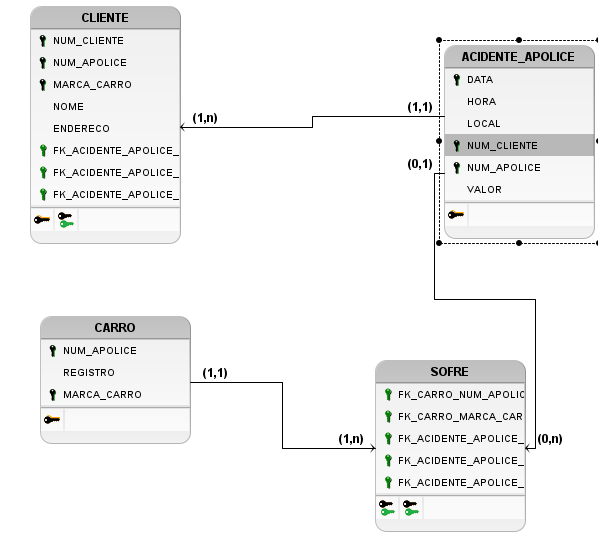 CLIENTE
NUM_CLIENTE
NUM_APOLICE
MARCA_CARRO
NOME
ENDERECO
FK_ACIDENTE_APOLICE_
FK_ACIDENTE_APOLICE_
FK_ACIDENTE_APOLICE_
(1,n)
(1,1)
ACIDENTE_APOLICE
DATA
HORA
LOCAL
NUM_CLIENTE
NUM_APOLICE
VALOR
(0,1)
CARRO
NUM_APOLICE
REGISTRO
MARCA_CARRO
(1,1)
(1,n)
SOFRE
FK_CARRO_NUM_APOLIC
FK_CARRO_MARCA_CAR
FK_ACIDENTE_APOLICE_
FK_ACIDENTE_APOLICE_
FK_ACIDENTE_APOLICE_
(0,n)